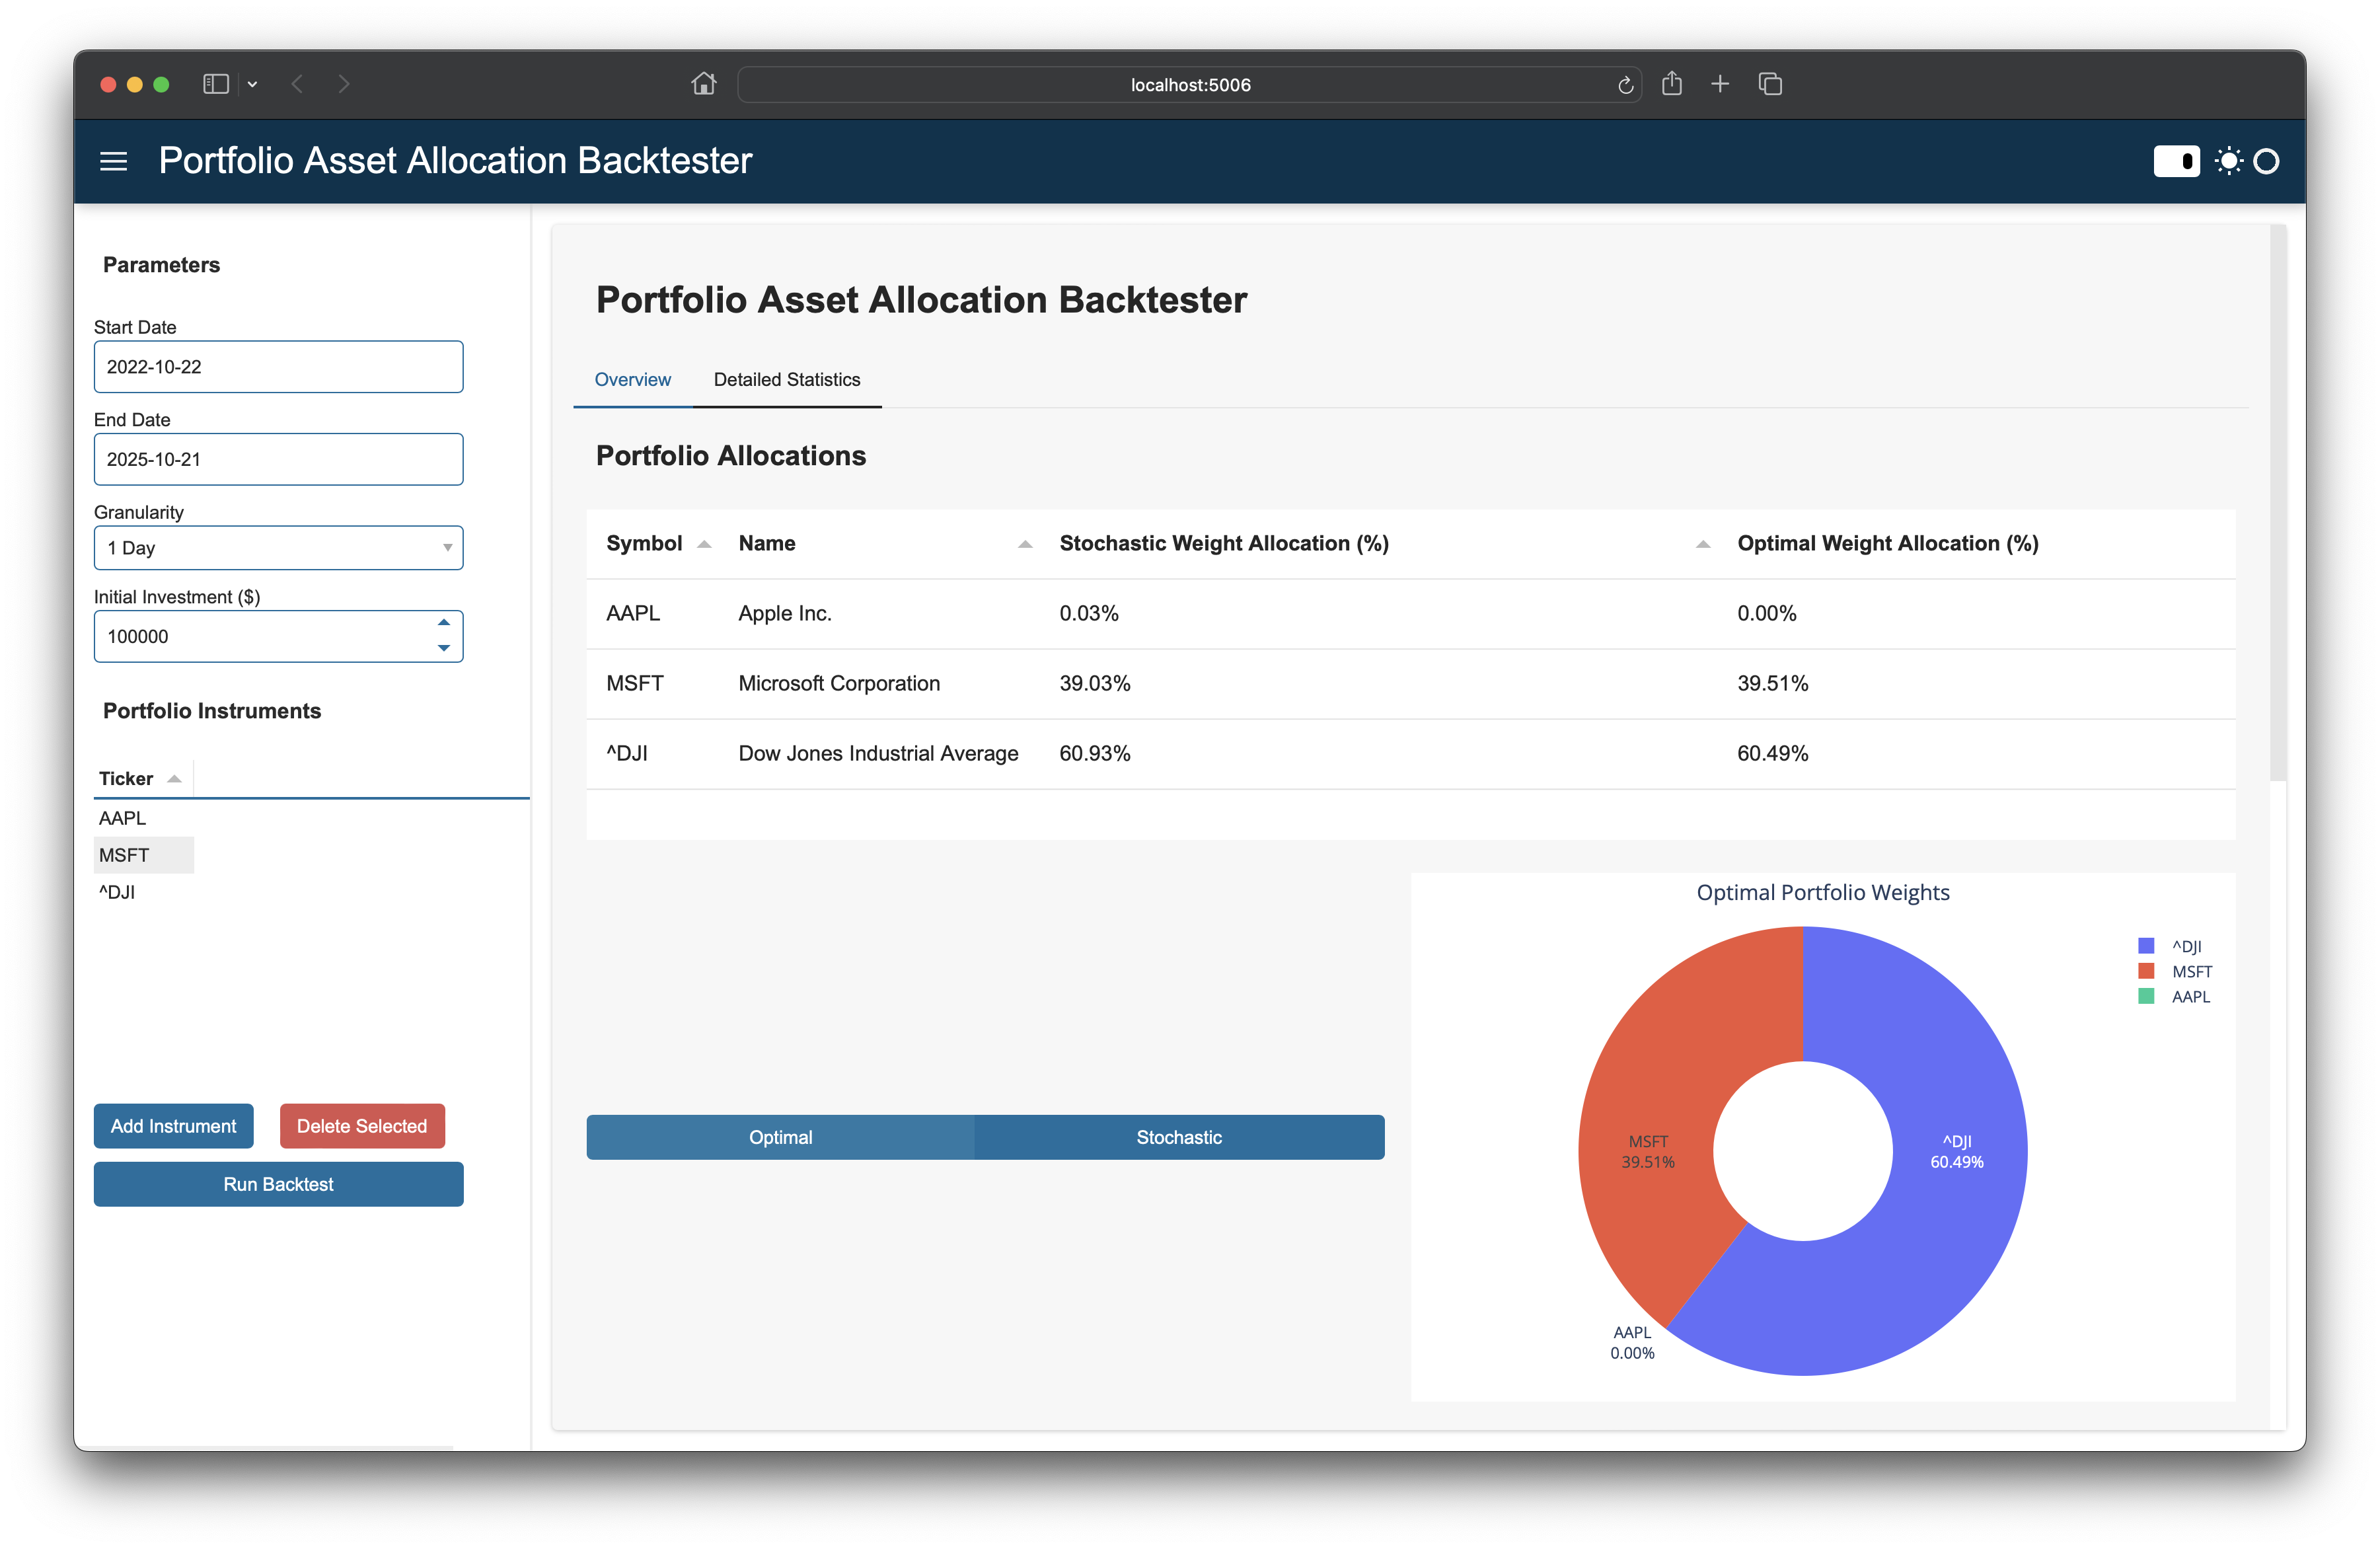 localhost:5006
Portfolio Asset Allocation Backtester
Parameters
Start Date
2022-10-22
End Date
2025-10-21
Granularity
1 Day
Initial Investment ($)
100000
Portfolio Instruments
Ticker
AAPL
MSFT
^DJI
Add Instrument Delete Selected
Run Backtest
Portfolio Asset Allocation Backtester
Overview Detailed Statistics
Portfolio Allocations
Symbol Name Stochastic Weight Allocation (%) Optimal Weight Allocation (%)
AAPL Apple Inc. 0.03% 0.00%
MSFT Microsoft Corporation 39.03% 39.51%
^DJI Dow Jones Industrial Average 60.93% 60.49%
Optimal Stochastic
Optimal Portfolio Weights
^DJI
MSFT
AAPL
MSFT
39.51%
^DJI
60.49%
AAPL
0.00%